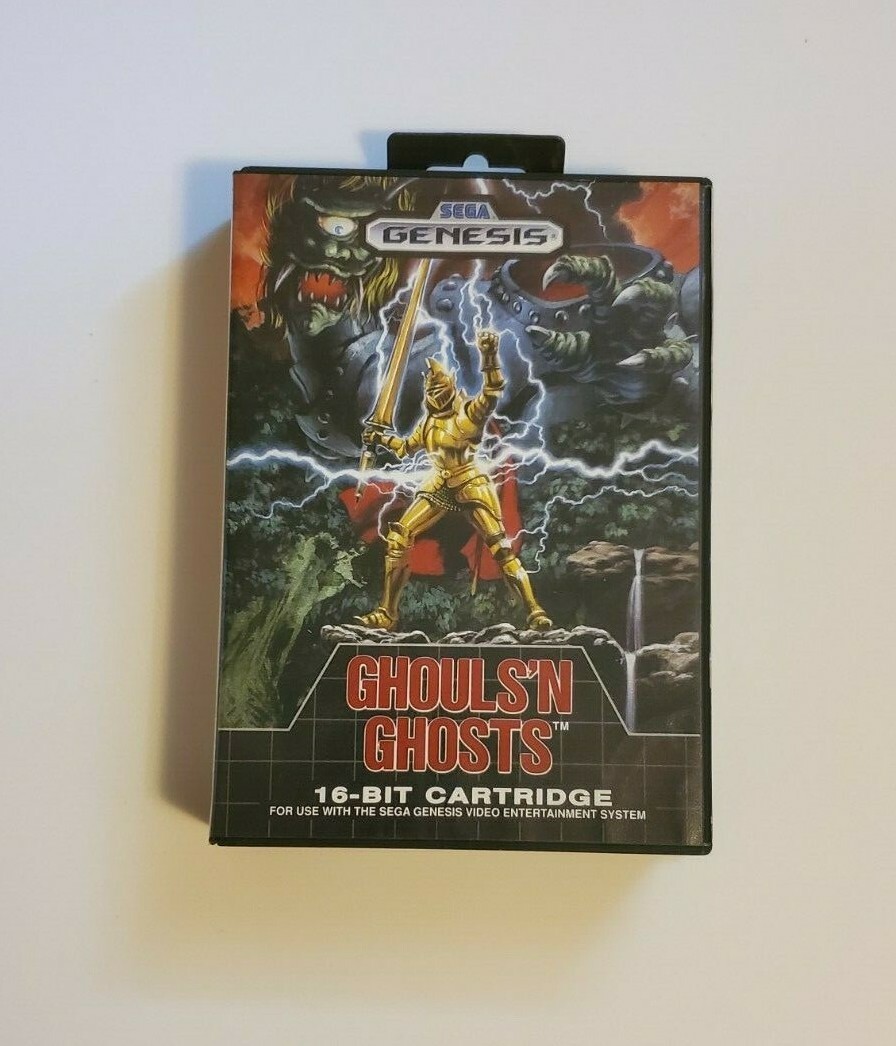 SEGA
GENESIS
GHOULS'N
GHOSTS™
16-BIT CARTRIDGE
FOR USE WITH THE SEGA GENESIS VIDEO ENTERTAINMENT SYSTEM